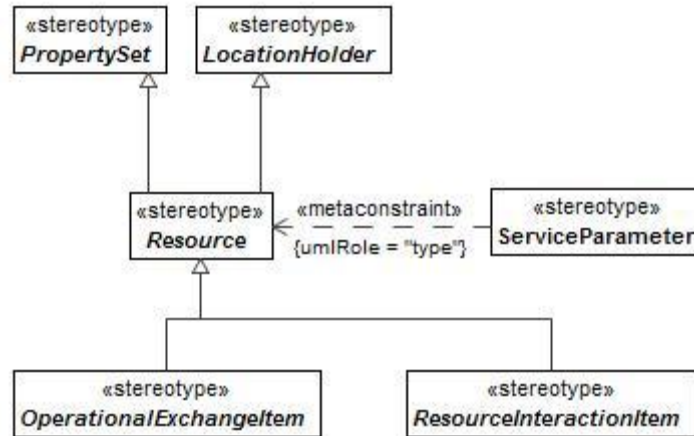 «stereotype»
PropertySet
«stereotype»
LocationHolder
«stereotype»
Resource
«metaconstraint»
{umlRole = "type"}
«stereotype»
ServiceParameter
«stereotype»
OperationalExchangeItem
«stereotype»
ResourceInteractionItem